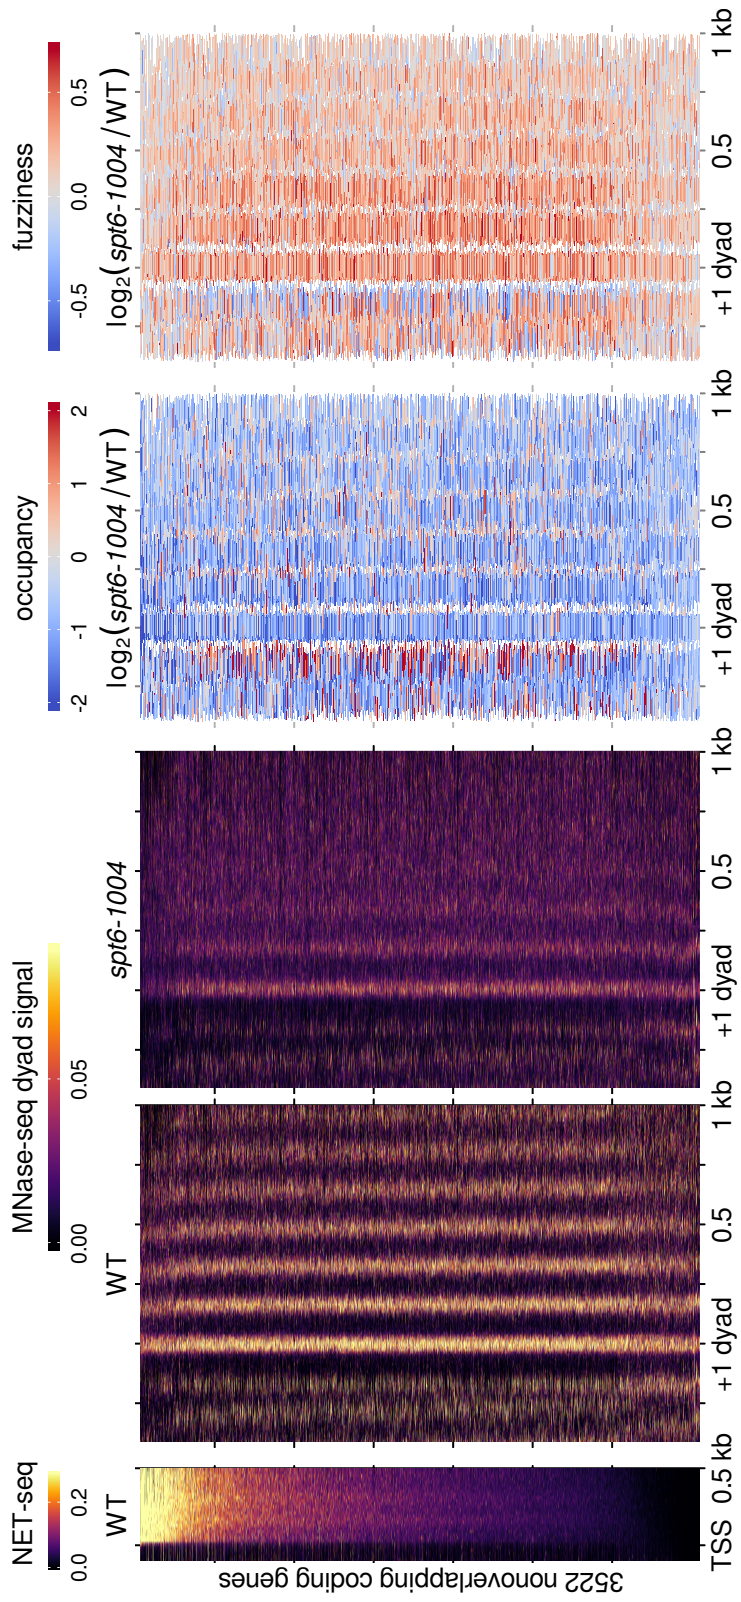 NET-seq
MNase-seq dyad signal
occupancy
fuzziness
0.0 0.2
0.00 0.05
-2 -1 0 1 2
-0.5 0.0 0.5
WT
WT
spt6-1004
log2(spt6-1004 / WT)
log2(spt6-1004 / WT)
3522 nonoverlapping coding genes
TSS 0.5 kb
+1 dyad 0.5 1 kb
+1 dyad 0.5 1 kb
+1 dyad 0.5 1 kb
+1 dyad 0.5 1 kb